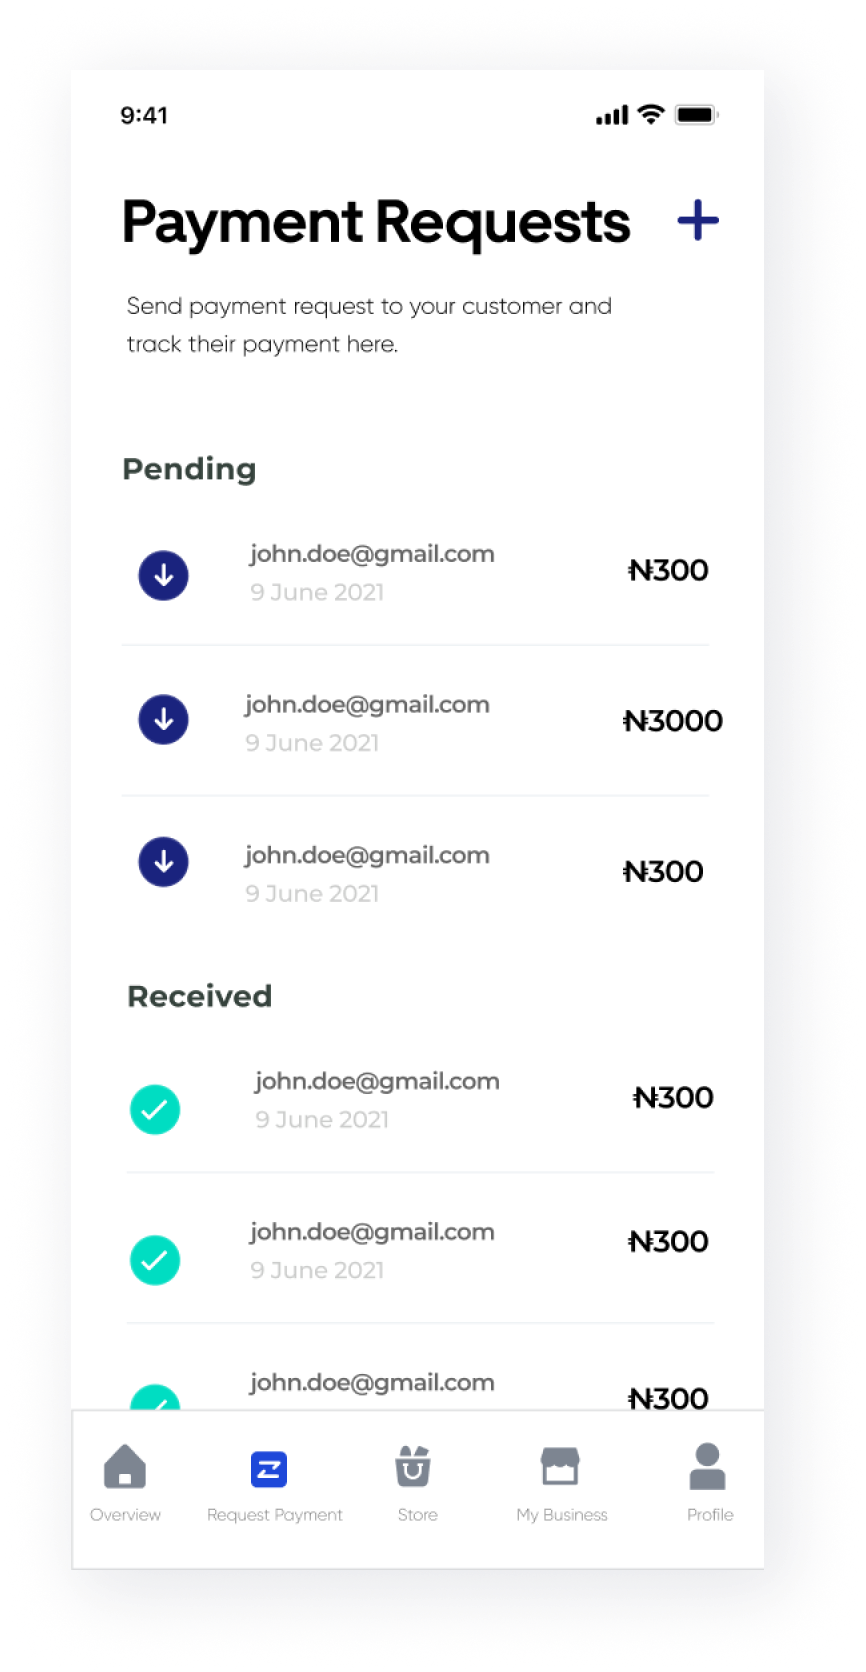 9:41
Payment Requests
Send payment request to your customer and
track their payment here.
Pending
john.doe@gmail.com
₦300
9 June 2021
john.doe@gmail.com
₦3000
9 June 2021
john.doe@gmail.com
₦300
9 June 2021
Received
john.doe@gmail.com
₦300
9 June 2021
john.doe@gmail.com
₦300
9 June 2021
john.doe@gmail.com
₦300
Overview Request Payment Store My Business Profile